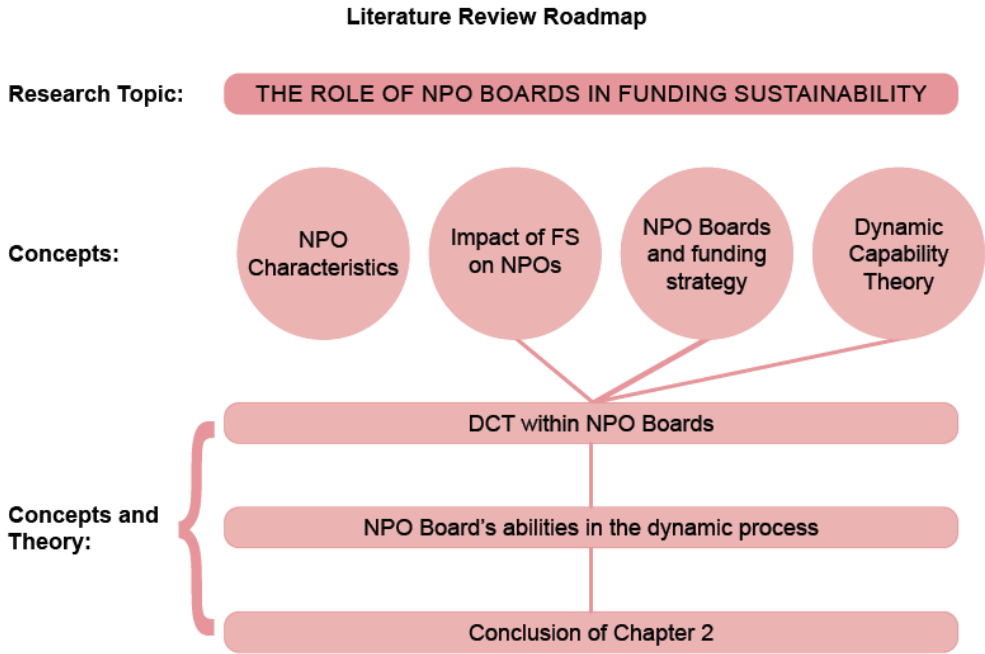 Literature Review Roadmap
Research Topic:
THE ROLE OF NPO BOARDS IN FUNDING SUSTAINABILITY
Concepts:
NPO
Characteristics
Impact of FS
on NPOs
NPO Boards
and funding
strategy
Dynamic
Capability
Theory
Concepts and
Theory:
DCT within NPO Boards
NPO Board's abilities in the dynamic process
Conclusion of Chapter 2